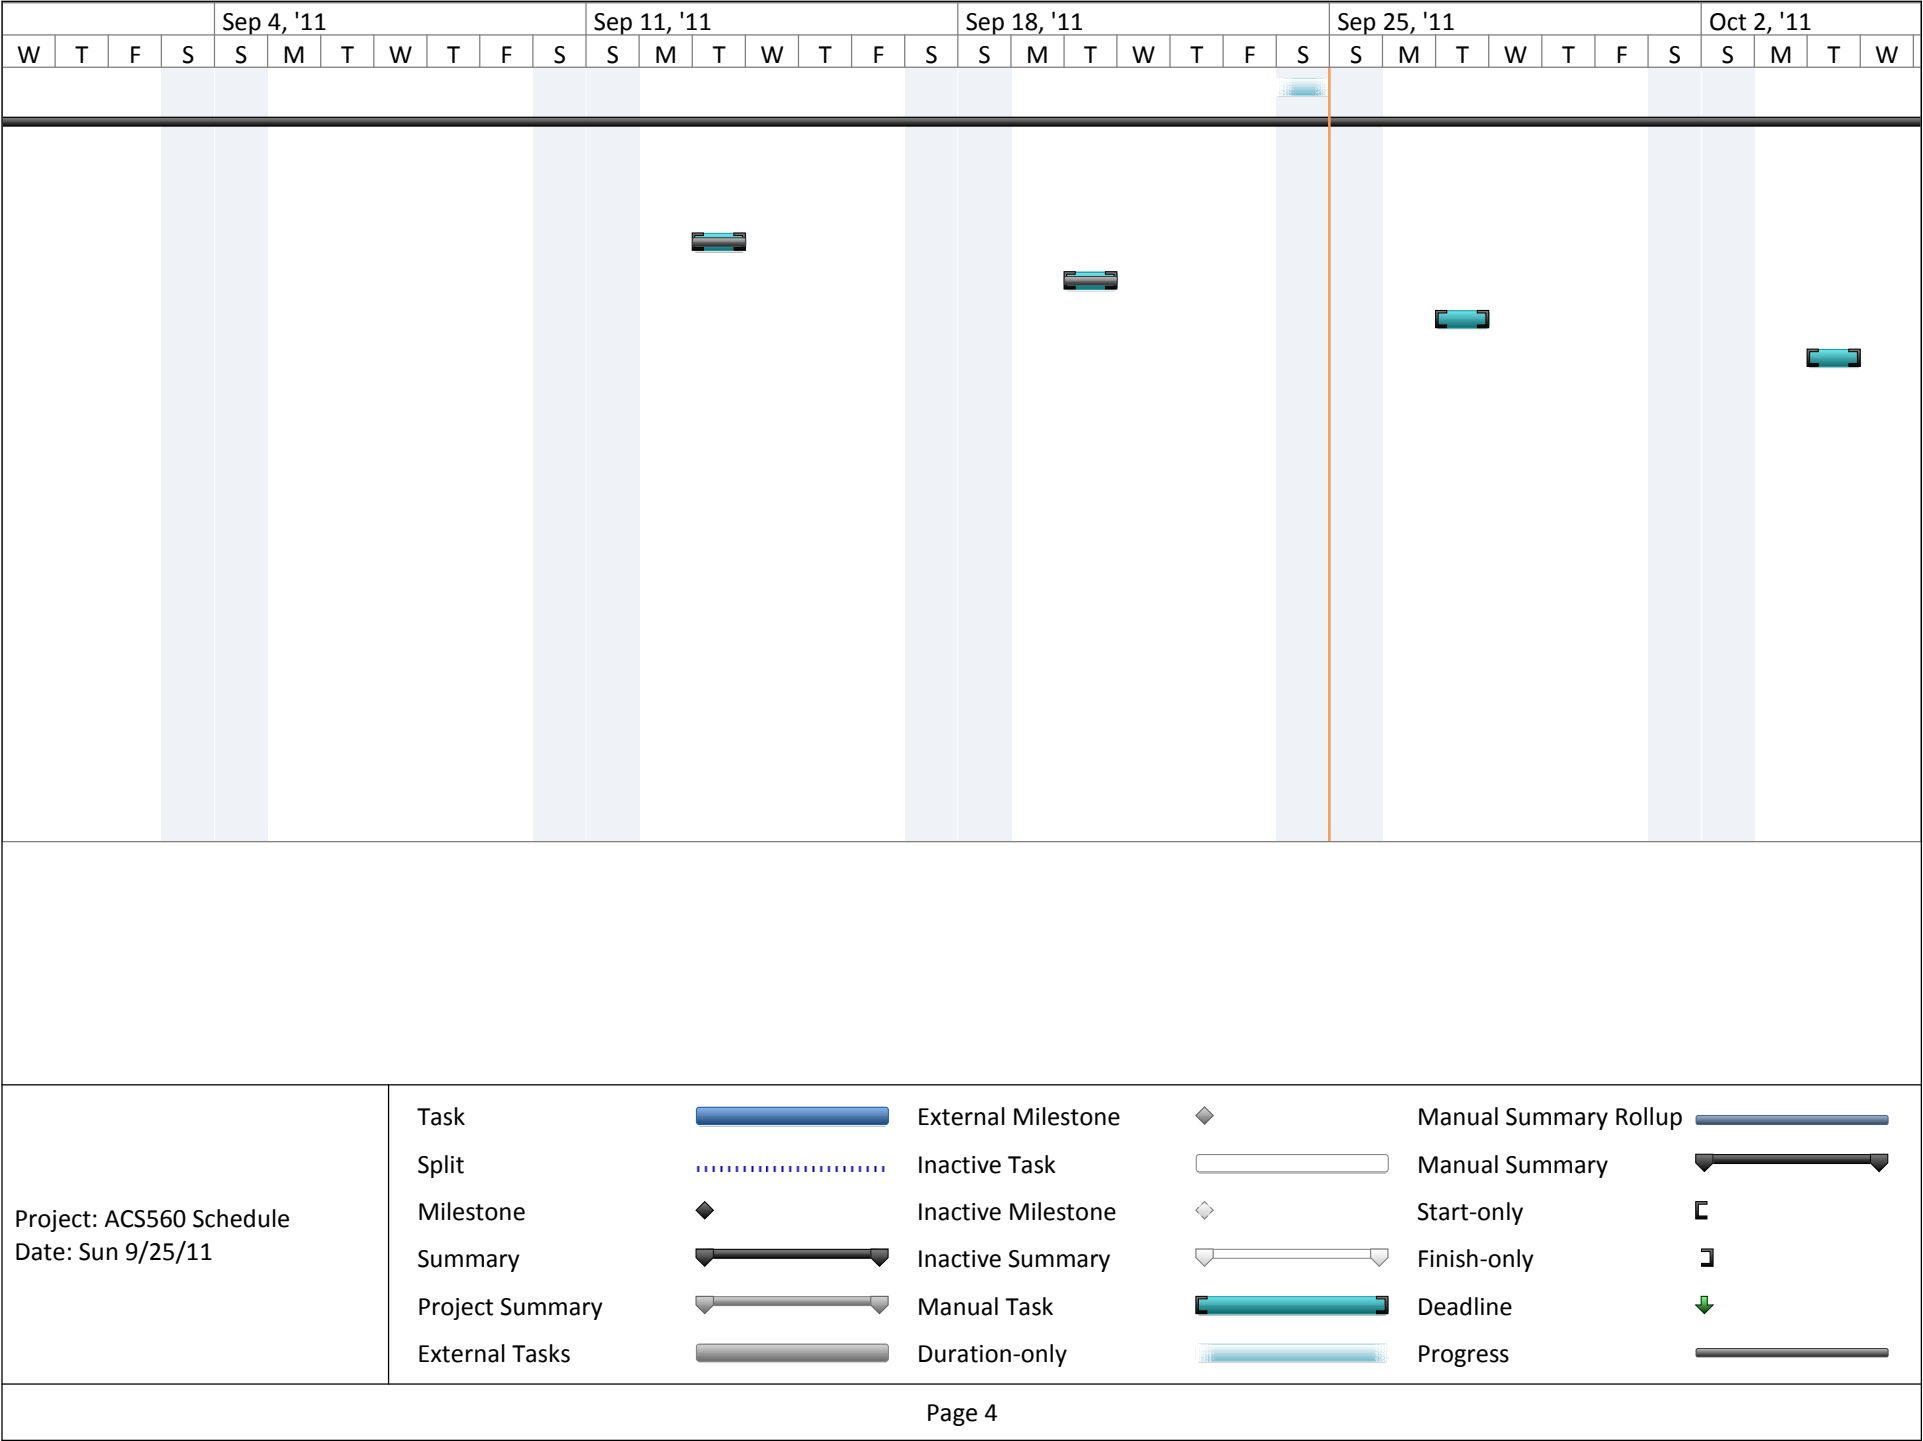 Sep 4, '11 Sep 11, '11 Sep 18, '11 Sep 25, '11 Oct 2, '11
W T F S S M T W T F S S M T W T F S S M T W T F S S M T W T F S S M T W
Task External Milestone Manual Summary Rollup
Split Inactive Task Manual Summary
Milestone Inactive Milestone Start-only
Summary Inactive Summary Finish-only
Project Summary Manual Task Deadline
External Tasks Duration-only Progress
Project: ACS560 Schedule
Date: Sun 9/25/11
Page 4